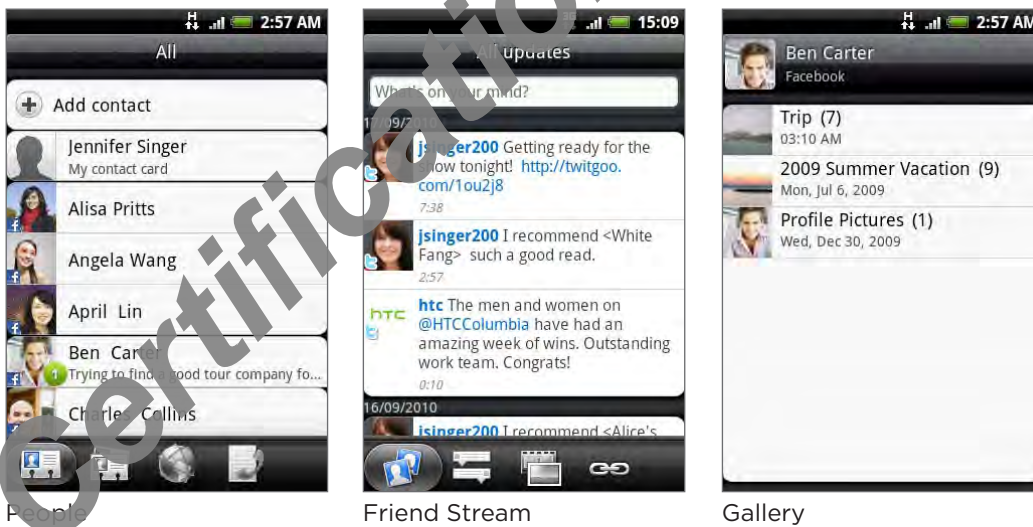 2:57 AM
All
Add contact
Jennifer Singer
My contact card
Alisa Pritts
Angela Wang
April Lin
Ben Carter
Trying to find a good tour company fo...
Charles Collins
People
3G 15:09
All updates
What's on your mind?
17/09/2010
jsinger200 Getting ready for the
show tonight! http://twitgoo.
com/1ou2j8
7:38
jsinger200 I recommend <White
Fang> such a good read.
2:57
htc The men and women on
@HTCColumbia have had an
amazing week of wins. Outstanding
work team. Congrats!
0:10
16/09/2010
jsinger200 I recommend <Alice's
Friend Stream
H 2:57 AM
Ben Carter
Facebook
Trip (7)
03:10 AM
2009 Summer Vacation (9)
Mon, Jul 6, 2009
Profile Pictures (1)
Wed, Dec 30, 2009
Gallery
Certification